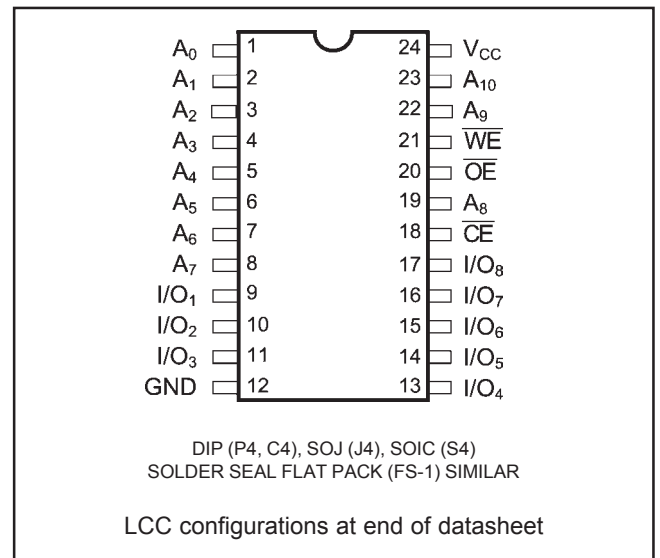 A0 1 24 VCC
A1 2 23 A10
A2 3 22 A9
A3 4 21 WE
A4 5 20 OE
A5 6 19 A8
A6 7 18 CE
A7 8 17 I/O8
I/O1 9 16 I/O7
I/O2 10 15 I/O6
I/O3 11 14 I/O5
GND 12 13 I/O4
DIP (P4, C4), SOJ (J4), SOIC (S4)
SOLDER SEAL FLAT PACK (FS-1) SIMILAR
LCC configurations at end of datasheet